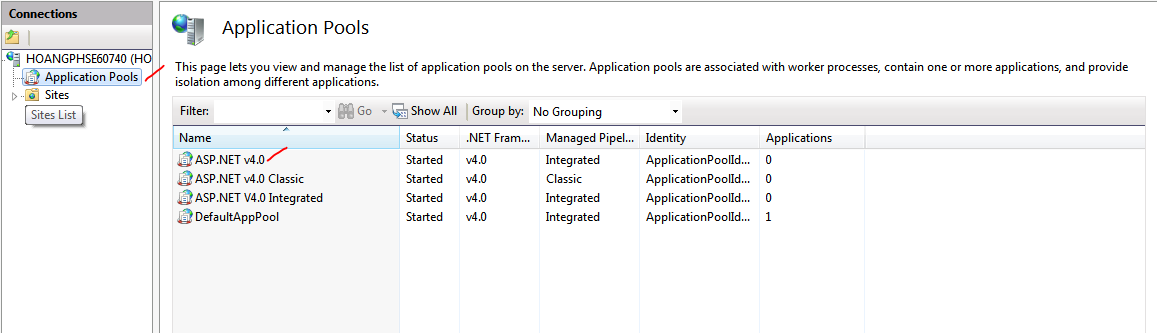 Connections
HOANGPHSE60740 (HO
Application Pools
Sites
Sites List
Application Pools
This page lets you view and manage the list of application pools on the server. Application pools are associated with worker processes, contain one or more applications, and provide
isolation among different applications.
Filter: Go Show All Group by: No Grouping
Name Status .NET Fram... Managed Pipel... Identity Applications
ASP.NET v4.0 Started v4.0 Integrated ApplicationPoolId... 0
ASP.NET v4.0 Classic Started v4.0 Classic ApplicationPoolId... 0
ASP.NET V4.0 Integrated Started v4.0 Integrated ApplicationPoolId... 0
DefaultAppPool Started v4.0 Integrated ApplicationPoolId... 1